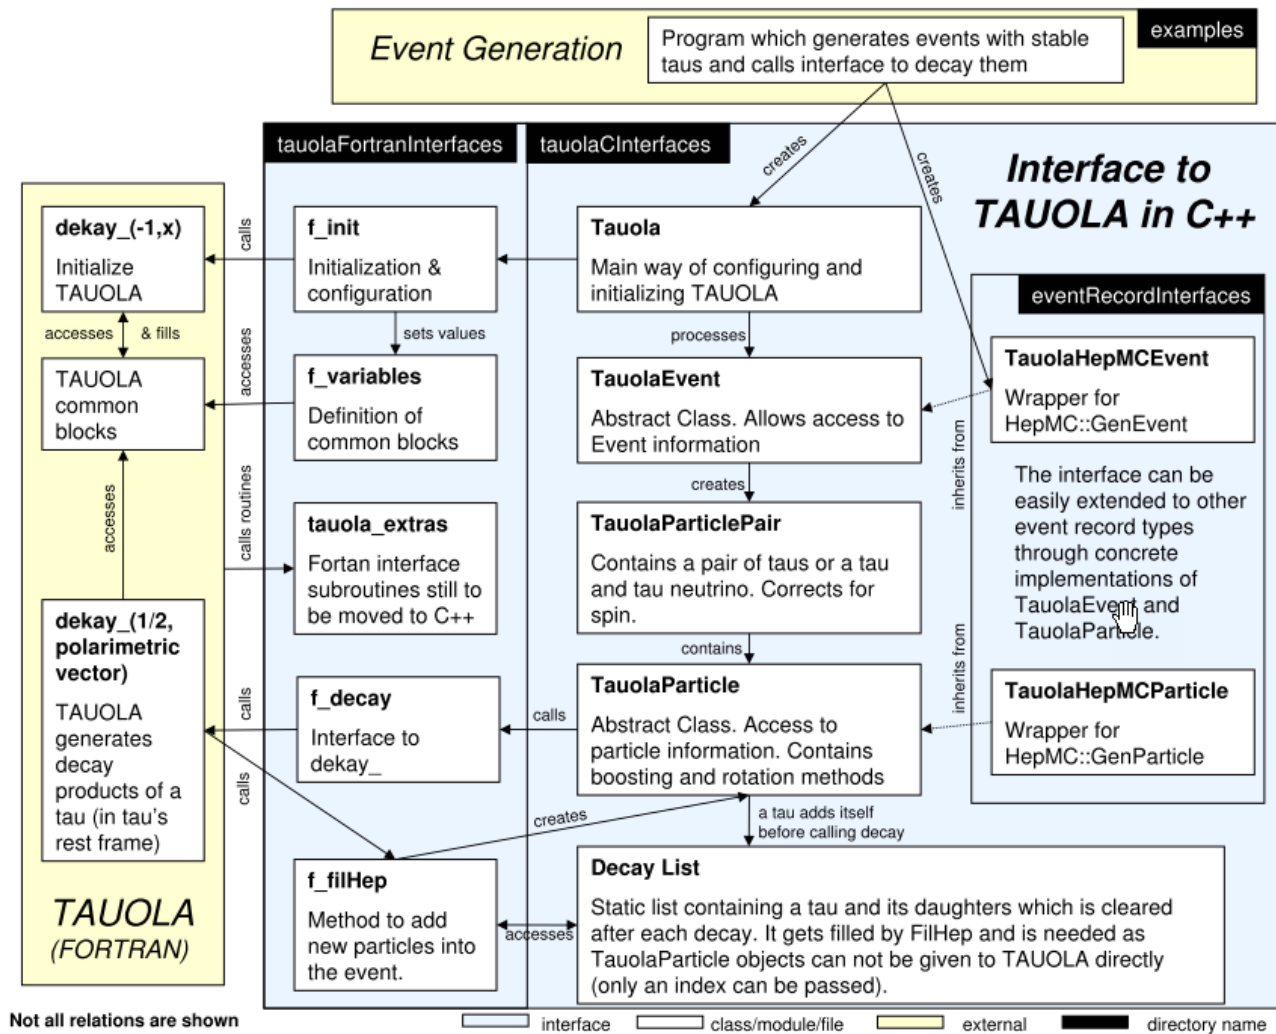 Event Generation
Program which generates events with stable
taus and calls interface to decay them
examples
tauolaFortranInterfaces
tauolaCInterfaces
creates
creates
Interface to
TAUOLA in C++
dekay_(-1,x)
Initialize
TAUOLA
calls
f_init
Initialization &
configuration
Tauola
Main way of configuring and
initializing TAUOLA
eventRecordInterfaces
accesses & fills
accesses
sets values
processes
TAUOLA
common
blocks
f_variables
Definition of
common blocks
TauolaEvent
Abstract Class. Allows access to
Event information
TauolaHepMCEvent
Wrapper for
HepMC::GenEvent
inherits from
The interface can be
easily extended to other
event record types
through concrete
implementations of
TauolaEvent and
TauolaParticle.
accesses
calls routines
creates
tauola_extras
Fortan interface
subroutines still to
be moved to C++
TauolaParticlePair
Contains a pair of taus or a tau
and tau neutrino. Corrects for
spin.
contains
inherits from
dekay_(1/2,
polarimetric
vector)
TAUOLA
generates
decay
products of a
tau (in tau's
rest frame)
calls
f_decay
Interface to
dekay_
calls
TauolaParticle
Abstract Class. Access to
particle information. Contains
boosting and rotation methods
TauolaHepMCParticle
Wrapper for
HepMC::GenParticle
calls
creates
a tau adds itself
before calling decay
TAUOLA
(FORTRAN)
f_filHep
Method to add
new particles into
the event.
accesses
Decay List
Static list containing a tau and its daughters which is cleared
after each decay. It gets filled by FilHep and is needed as
TauolaParticle objects can not be given to TAUOLA directly
(only an index can be passed).
Not all relations are shown
interface
class/module/file
external
directory name